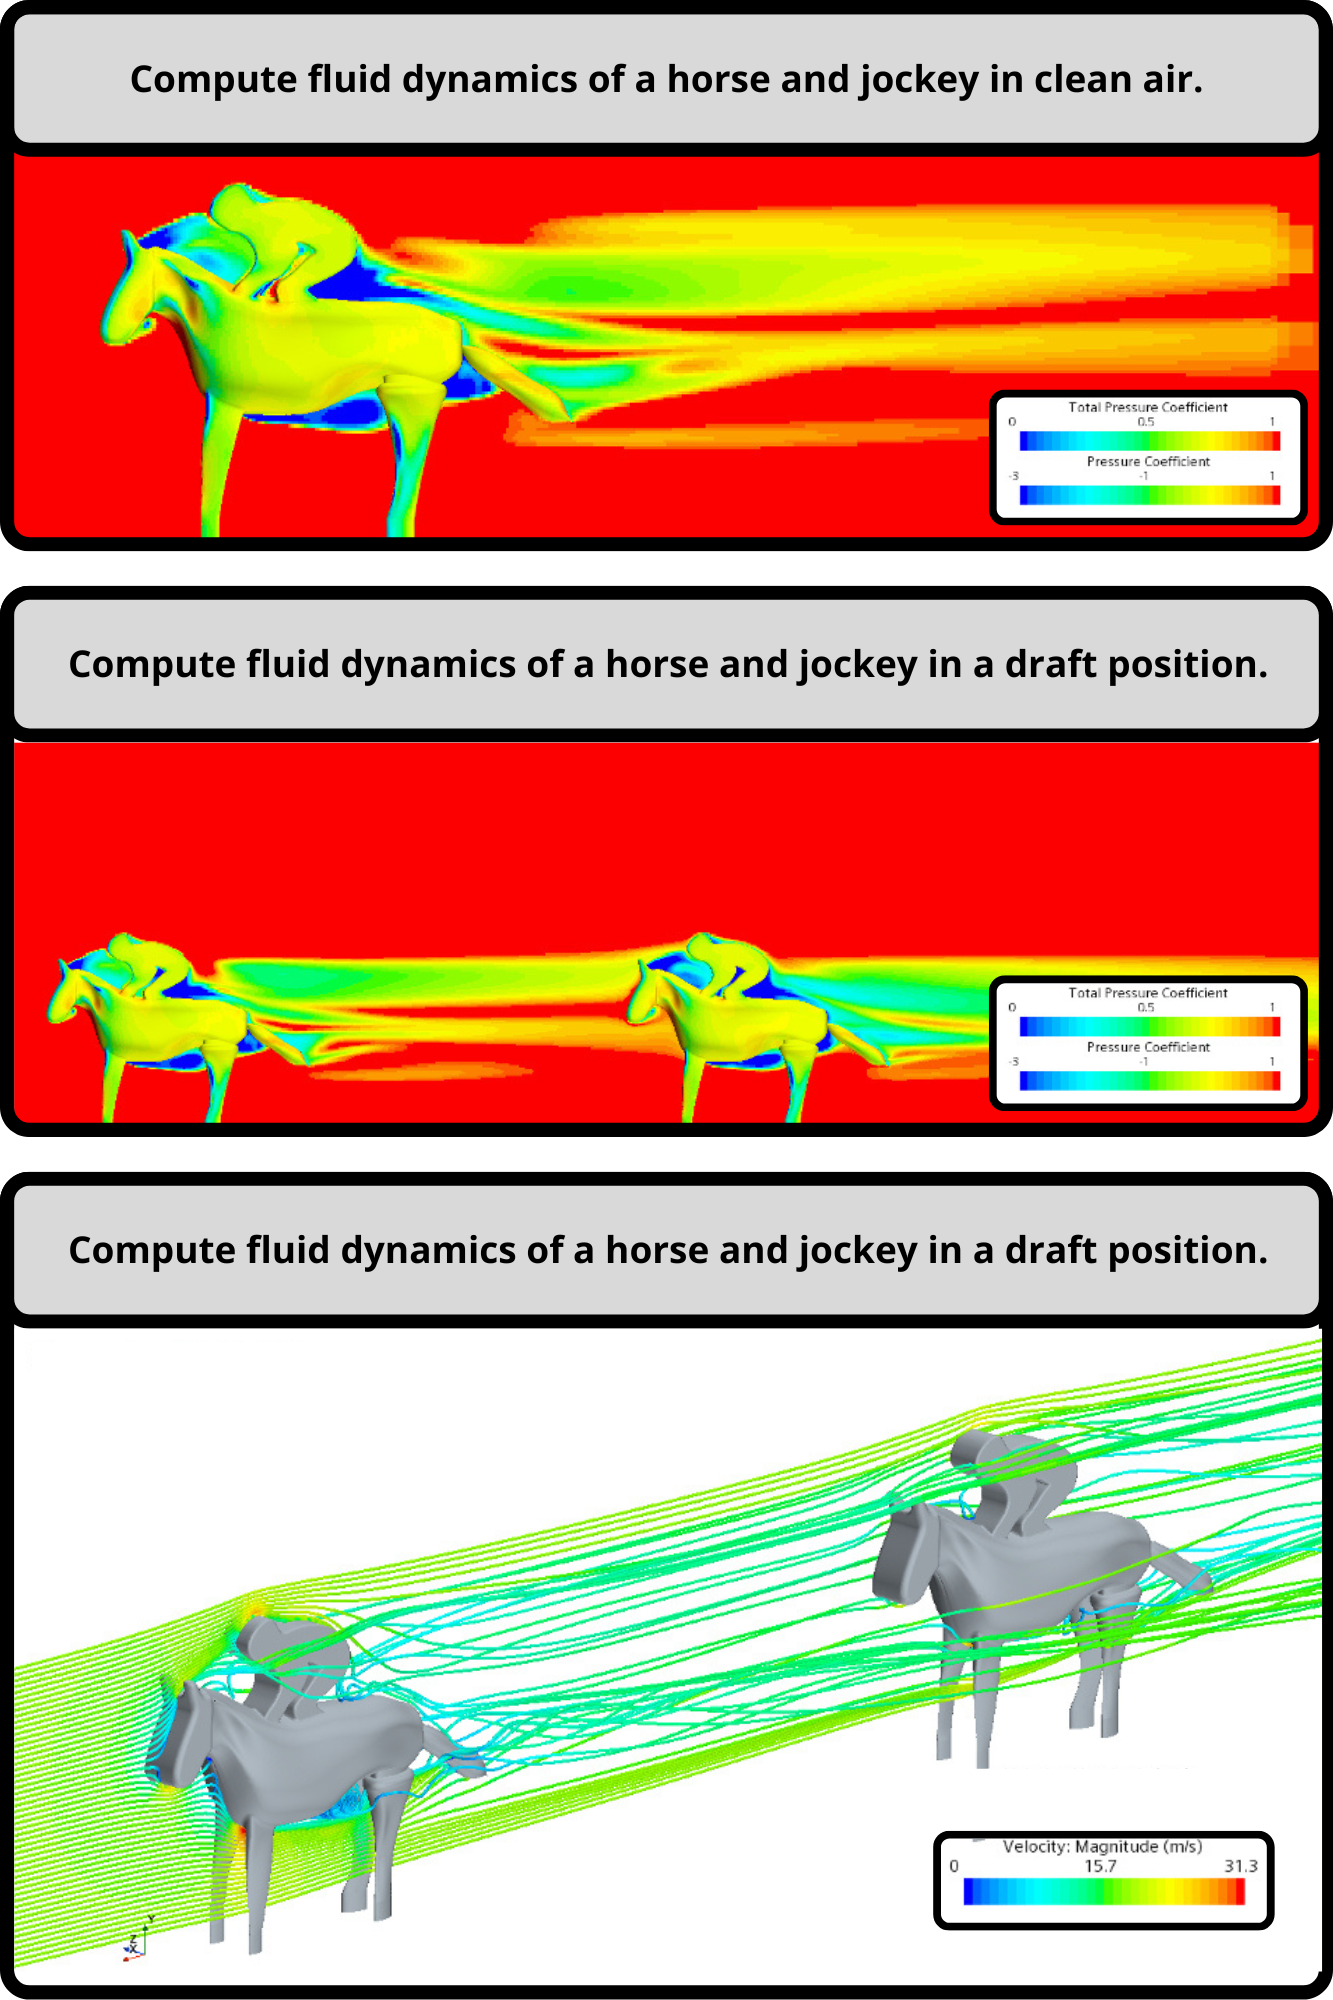 Compute fluid dynamics of a horse and jockey in clean air.
Total Pressure Coefficient
0 0.5 1
Pressure Coefficient
-3 -1 1
Compute fluid dynamics of a horse and jockey in a draft position.
Total Pressure Coefficient
0 0.5 1
Pressure Coefficient
-3 -1 1
Compute fluid dynamics of a horse and jockey in a draft position.
Velocity: Magnitude (m/s)
0 15.7 31.3
Y
Z
X